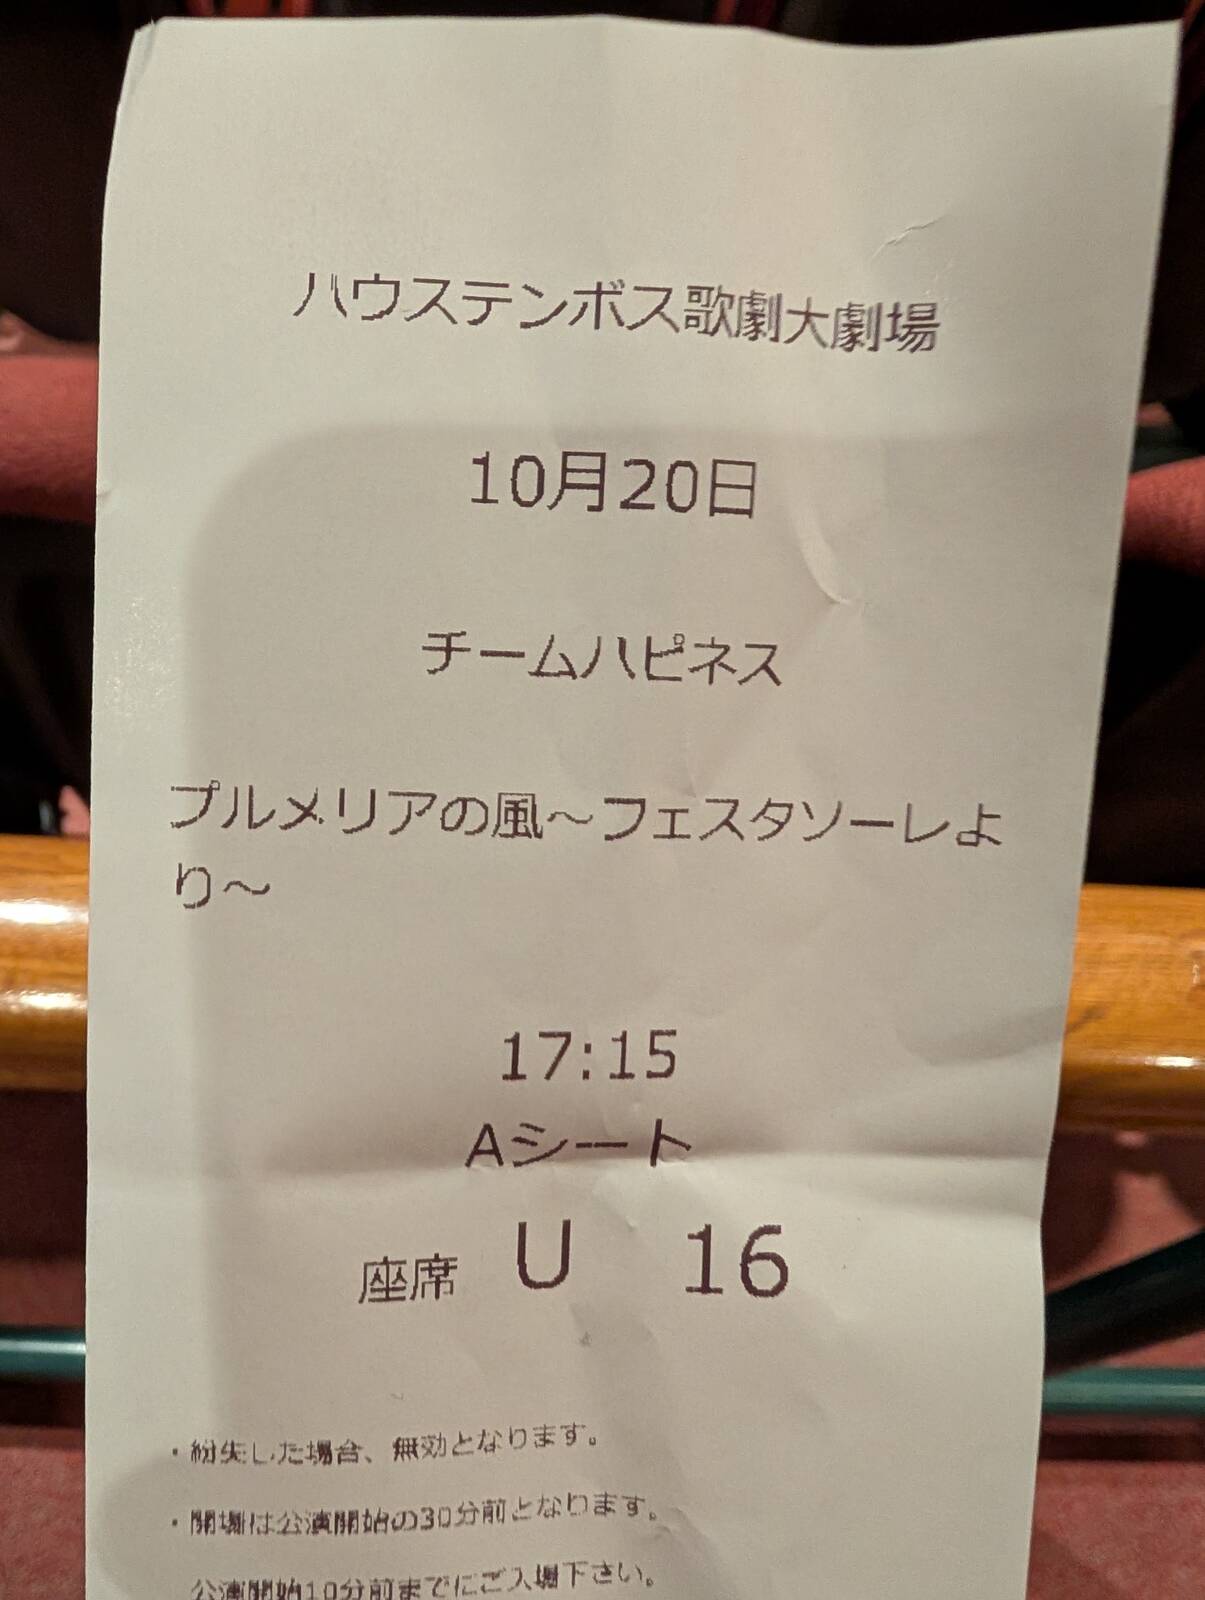 ハウステンボス歌劇大劇場
10月20日
チームハピネス
プルメリアの風～フェスタソーレよ
り～
17:15
Aシート
座席 U 16
・紛失した場合、無効となります。
・開場は公演開始の30分前となります。
公演開始10分前までにご入場下さい。